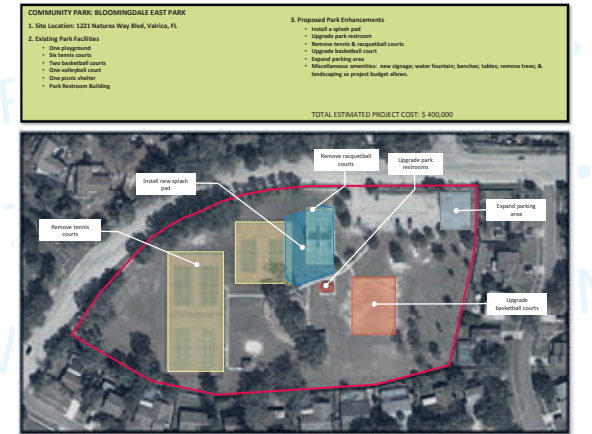 COMMUNITY PARK: BLOOMINGDALE EAST PARK
1. Site Location: 1221 Natures Way Blvd, Valrico, FL
2. Existing Park Facilities
• One playground
• Six tennis courts
• Two basketball courts
• One volleyball court
• One picnic shelter
• Park Restroom Building
3. Proposed Park Enhancements
• Install a splash pad
• Upgrade park restroom
• Remove tennis & racquetball courts
• Upgrade basketball court
• Expand parking area
• Miscellaneous amenities: new signage; water fountain; benches; tables; remove trees; &
landscaping as project budget allows.
TOTAL ESTIMATED PROJECT COST: $ 400,000
Remove racquetball
courts
Upgrade park
restrooms
Install new splash
pad
Expand parking
area
Remove tennis
courts
Upgrade
basketball courts